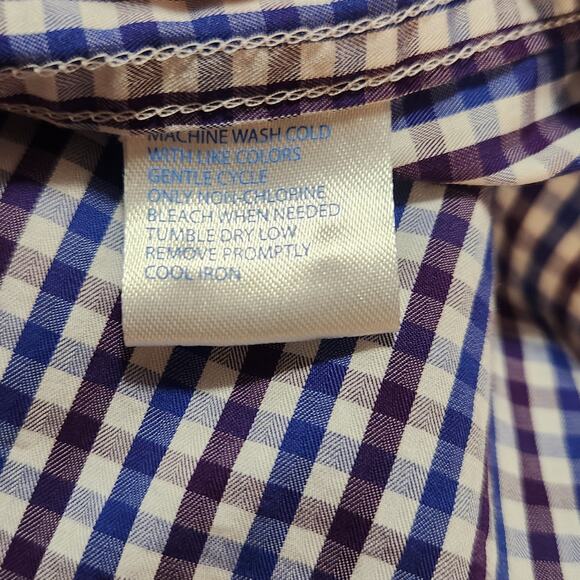 MACHINE WASH COLD
WITH LIKE COLORS
GENTLE CYCLE
ONLY NON-CHLORINE
BLEACH WHEN NEEDED
TUMBLE DRY LOW
REMOVE PROMPTLY
COOL IRON